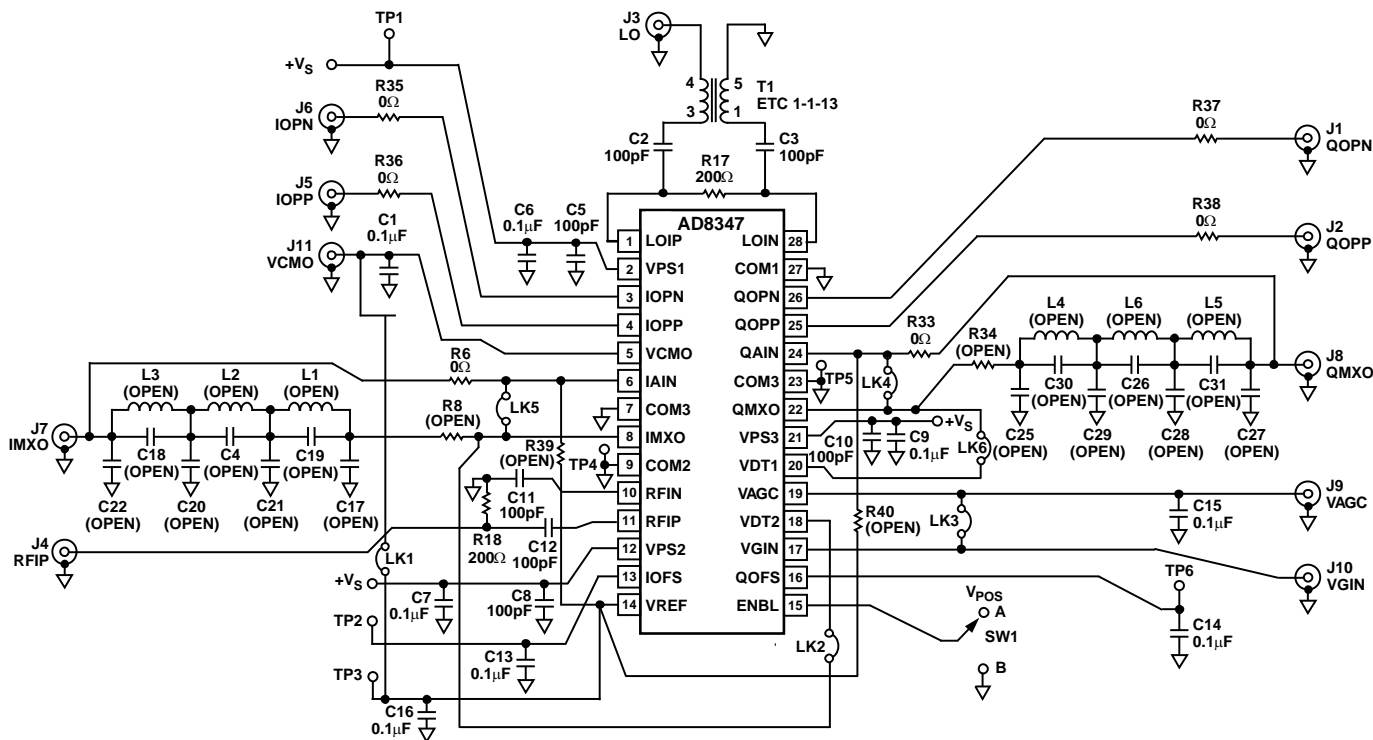 TP1
+VS
R35
0Ω
J6
IOPN
R36
0Ω
J5
IOPP
C1
0.1μF
J11
VCMO
C6
0.1μF
C5
100pF
J3
LO
4
5
3
1
T1
ETC 1-1-13
C2
100pF
C3
100pF
R17
200Ω
R37
0Ω
J1
QOPN
R38
0Ω
J2
QOPP
AD8347
1 LOIP
2 VPS1
3 IOPN
4 IOPP
5 VCMO
6 IAIN
7 COM3
8 IMXO
9 COM2
10 RFIN
11 RFIP
12 VPS2
13 IOFS
14 VREF
LOIN 28
COM1 27
QOPN 26
QOPP 25
QAIN 24
COM3 23
QMXO 22
VPS3 21
VDT1 20
VAGC 19
VDT2 18
VGIN 17
QOFS 16
ENBL 15
R6
0Ω
L3
(OPEN)
L2
(OPEN)
L1
(OPEN)
J7
IMXO
C18
(OPEN)
C4
(OPEN)
C19
(OPEN)
C22
(OPEN)
C20
(OPEN)
C21
(OPEN)
C17
(OPEN)
R8
(OPEN)
LK5
R39
(OPEN)
TP4
C11
100pF
R18
200Ω
C12
100pF
J4
RFIP
LK1
+VS
C7
0.1μF
C8
100pF
TP2
C13
0.1μF
TP3
C16
0.1μF
R33
0Ω
R34
(OPEN)
L4
(OPEN)
L6
(OPEN)
L5
(OPEN)
C30
(OPEN)
C26
(OPEN)
C31
(OPEN)
J8
QMXO
C25
(OPEN)
C29
(OPEN)
C28
(OPEN)
C27
(OPEN)
TP5
LK4
+VS
C10
100pF
C9
0.1μF
LK6
R40
(OPEN)
LK3
C15
0.1μF
J9
VAGC
J10
VGIN
TP6
C14
0.1μF
VPOS
A
SW1
B
LK2